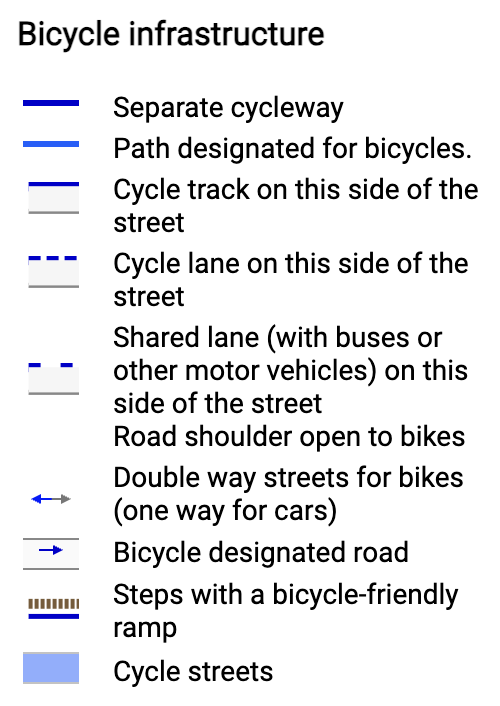 Bicycle infrastructure
Separate cycleway
Path designated for bicycles.
Cycle track on this side of the
street
Cycle lane on this side of the
street
Shared lane (with buses or
other motor vehicles) on this
side of the street
Road shoulder open to bikes
Double way streets for bikes
(one way for cars)
Bicycle designated road
Steps with a bicycle-friendly
ramp
Cycle streets